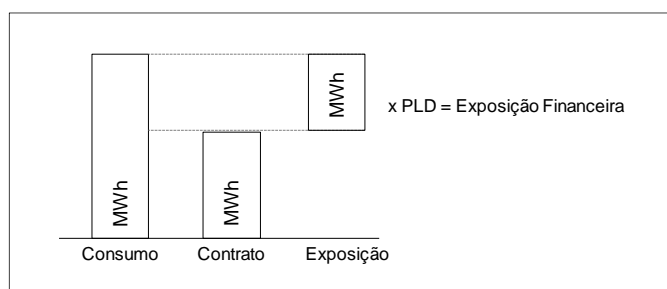 MWh
x PLD = Exposição Financeira
MWh
MWh
Consumo
Contrato
Exposição